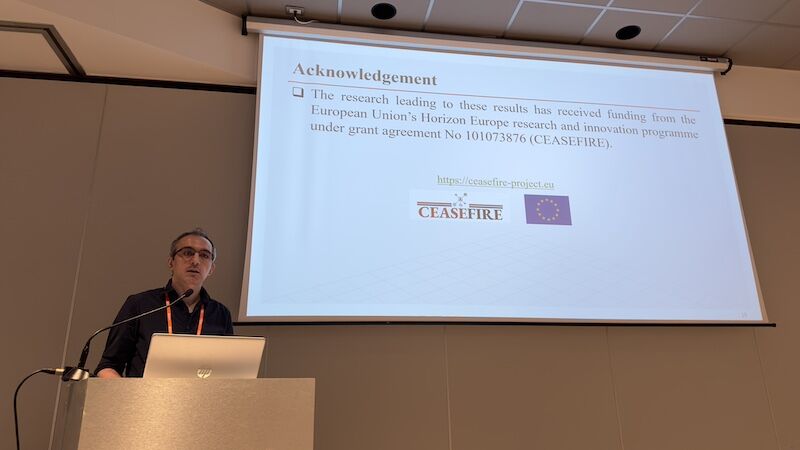 Acknowledgement
❑ The research leading to these results has received funding from the
European Union's Horizon Europe research and innovation programme
under grant agreement No 101073876 (CEASEFIRE).
https://ceasefire-project.eu
CEASEFIRE
hp